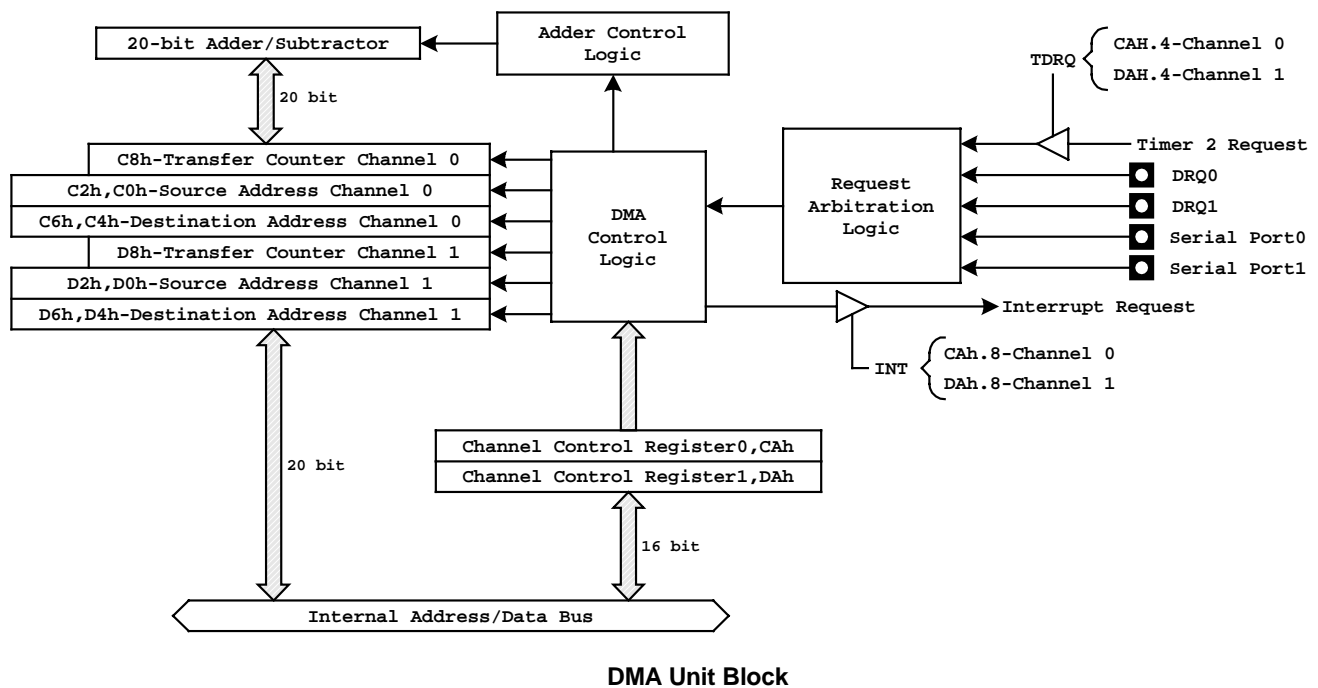 20-bit Adder/Subtractor
Adder Control
Logic
20 bit
TDRQ
CAH.4-Channel 0
DAH.4-Channel 1
C8h-Transfer Counter Channel 0
C2h,C0h-Source Address Channel 0
C6h,C4h-Destination Address Channel 0
D8h-Transfer Counter Channel 1
D2h,D0h-Source Address Channel 1
D6h,D4h-Destination Address Channel 1
DMA
Control
Logic
Request
Arbitration
Logic
Timer 2 Request
DRQ0
DRQ1
Serial Port0
Serial Port1
Interrupt Request
INT
CAh.8-Channel 0
DAh.8-Channel 1
Channel Control Register0,CAh
Channel Control Register1,DAh
20 bit
16 bit
Internal Address/Data Bus
DMA Unit Block